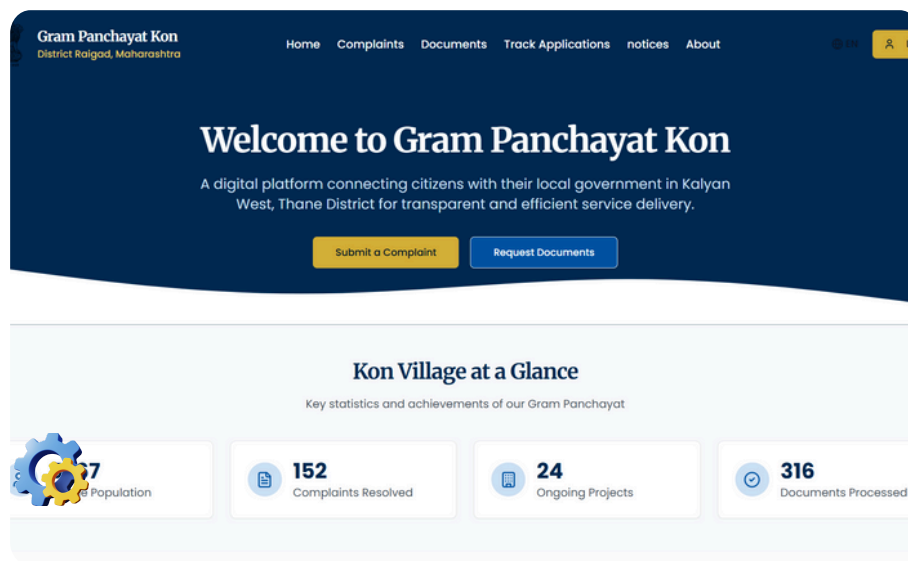 Gram Panchayat Kon
District Raigad, Maharashtra
Home Complaints Documents Track Applications notices About
EN
Welcome to Gram Panchayat Kon
A digital platform connecting citizens with their local government in Kalyan
West, Thane District for transparent and efficient service delivery.
Submit a Complaint Request Documents
Kon Village at a Glance
Key statistics and achievements of our Gram Panchayat
152 24 316
Population Complaints Resolved Ongoing Projects Documents Processed